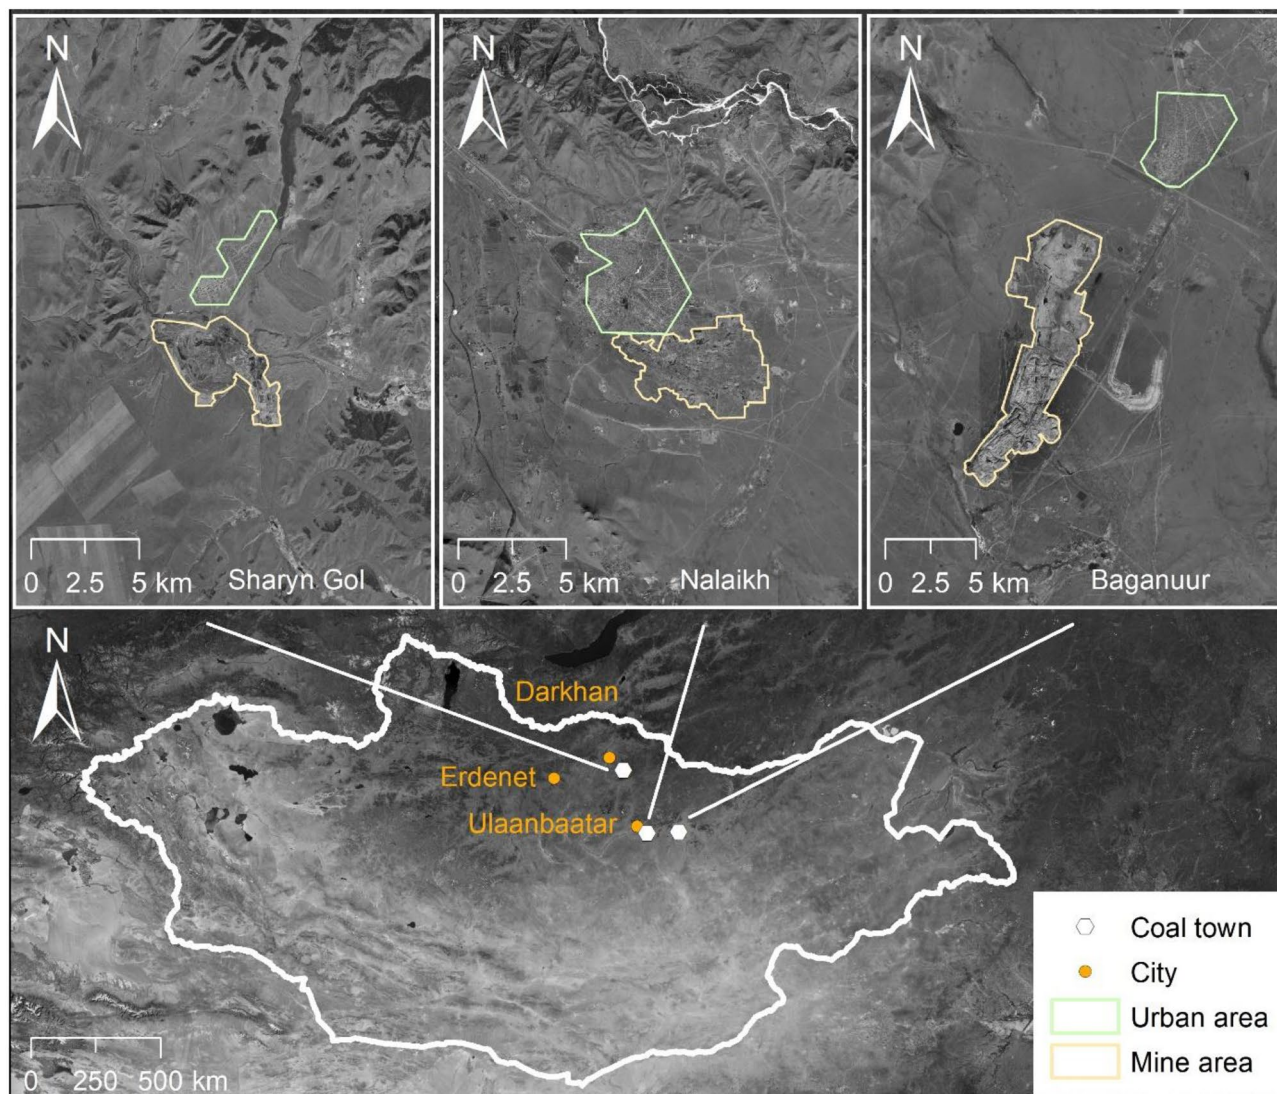 N
0 2.5 5 km
Sharyn Gol
N
0 2.5 5 km
Nalaikh
N
0 2.5 5 km
Baganuur
N
Darkhan
Erdenet
Ulaanbaatar
0 250 500 km
Coal town
City
Urban area
Mine area